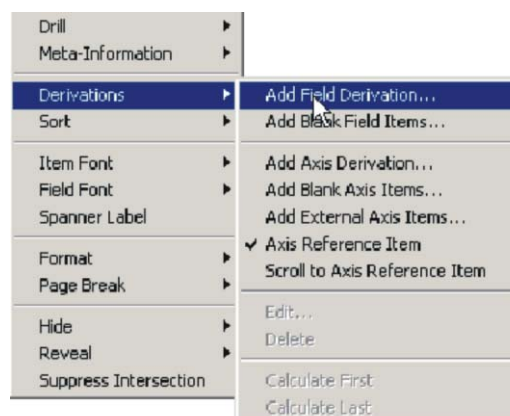 Drill
Meta-Information
Derivations
Sort
Item Font
Field Font
Spanner Label
Format
Page Break
Hide
Reveal
Suppress Intersection
Add Field Derivation...
Add Blank Field Items...
Add Axis Derivation...
Add Blank Axis Items...
Add External Axis Items...
Axis Reference Item
Scroll to Axis Reference Item
Edit...
Delete
Calculate First
Calculate Last